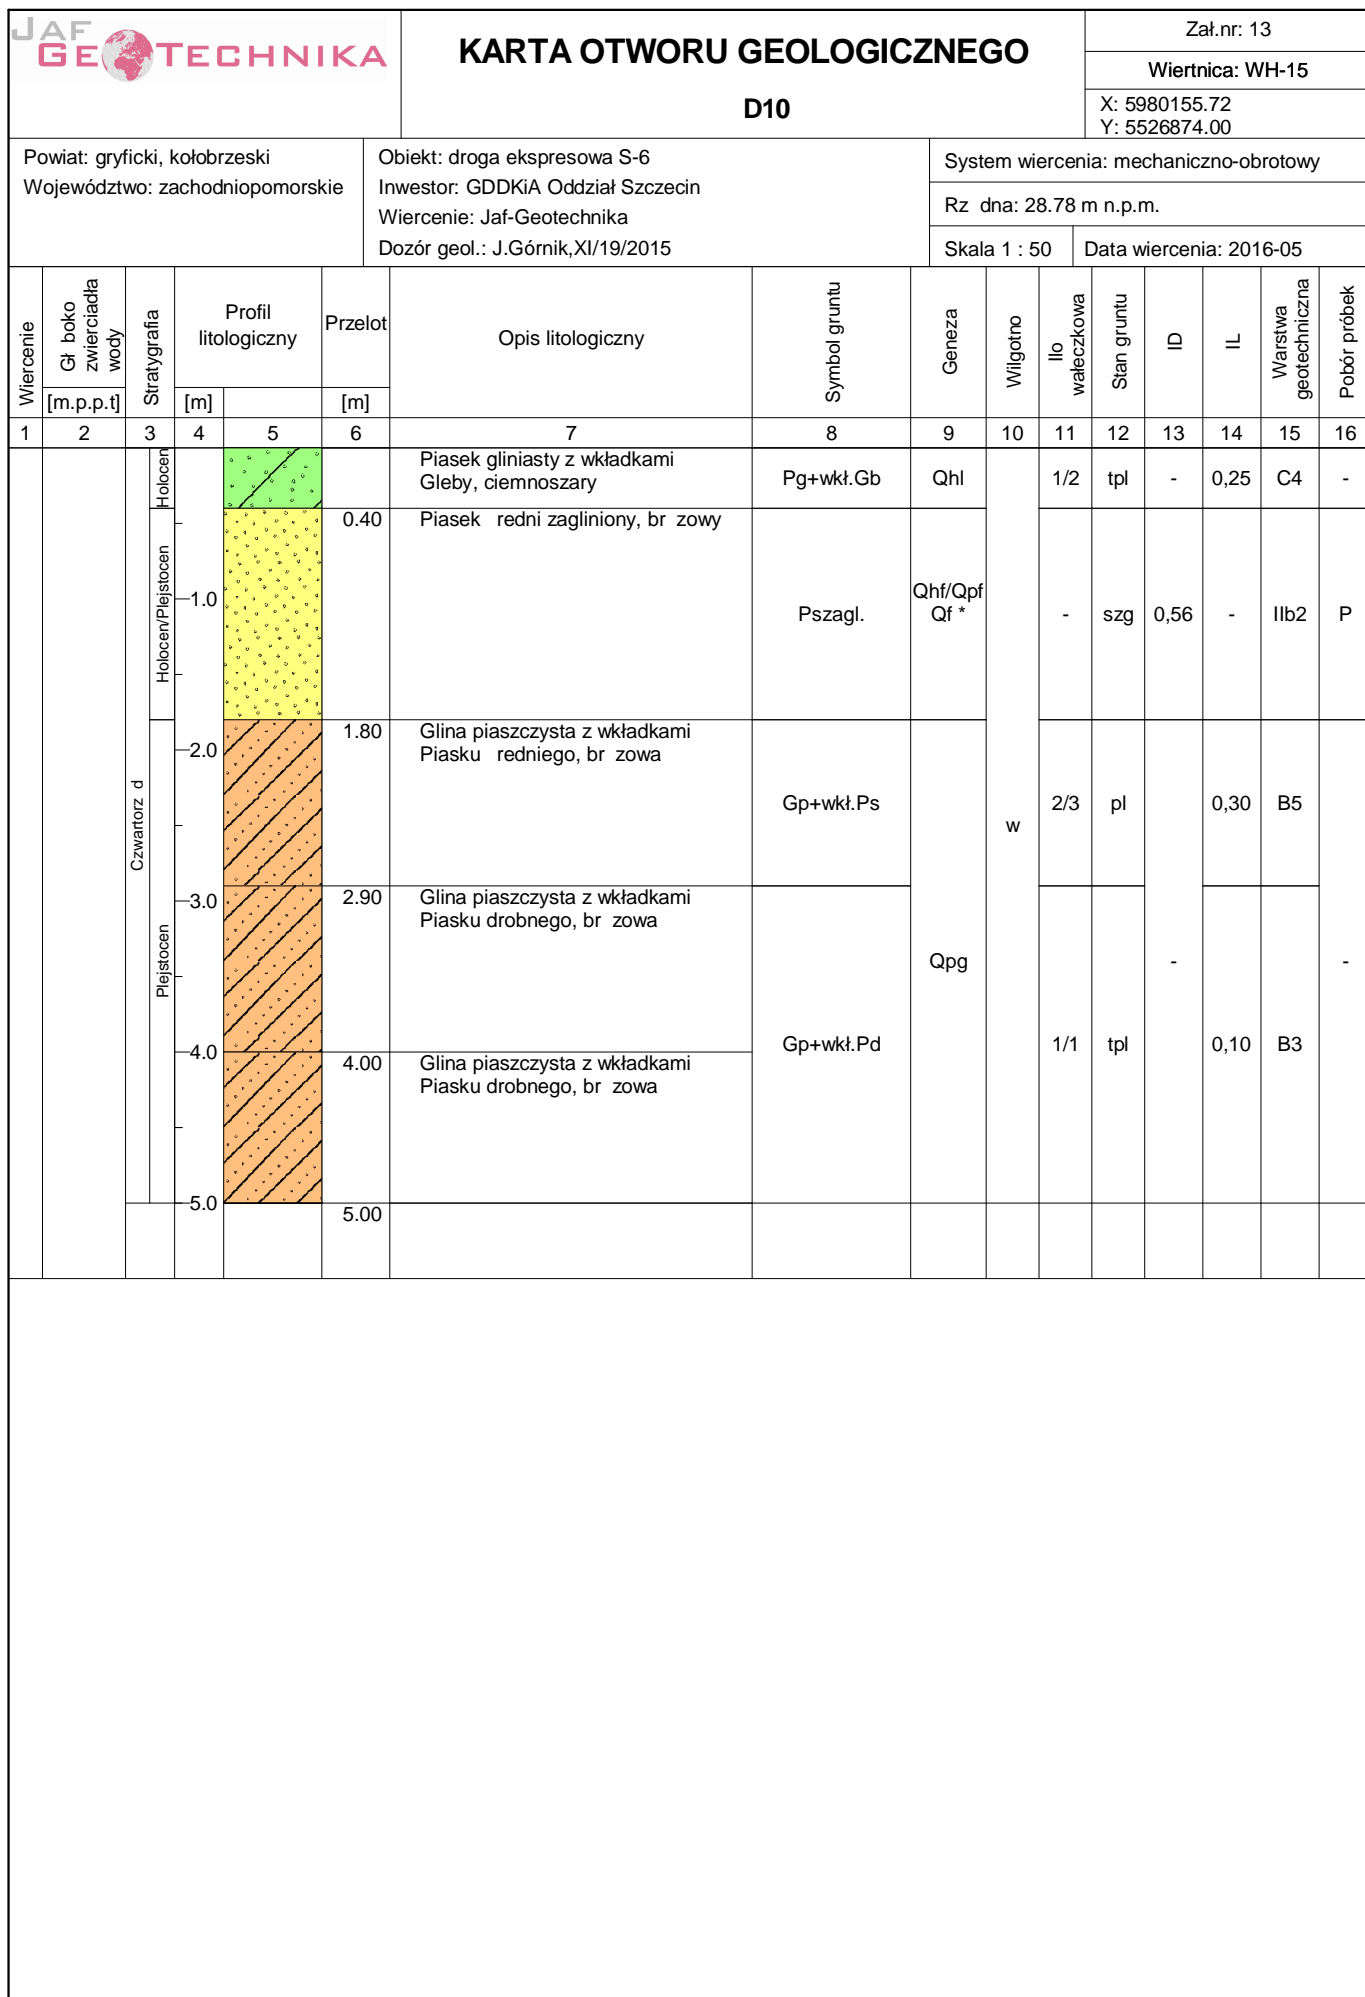 JAF
GEOTECHNIKA
KARTA OTWORU GEOLOGICZNEGO
D10
Zał.nr: 13
Wiertnica: WH-15
X: 5980155.72
Y: 5526874.00
Powiat: gryficki, kołobrzeski
Województwo: zachodniopomorskie
Obiekt: droga ekspresowa S-6
Inwestor: GDDKiA Oddział Szczecin
Wiercenie: Jaf-Geotechnika
Dozór geol.: J.Górnik,XI/19/2015
System wiercenia: mechaniczno-obrotowy
Rz dna: 28.78 m n.p.m.
Skala 1 : 50
Data wiercenia: 2016-05
Wiercenie
Gł boko
zwierciadła
wody
[m.p.p.t]
Stratygrafia
Profil
litologiczny
[m]
Przelot
[m]
Opis litologiczny
Symbol gruntu
Geneza
Wilgotno
Ilo
wałeczkowa
Stan gruntu
ID
IL
Warstwa
geotechniczna
Pobór próbek
1 2 3 4 5 6 7 8 9 10 11 12 13 14 15 16
Czwartorz d
Holocen
Piasek gliniasty z wkładkami
Gleby, ciemnoszary
Pg+wkł.Gb Qhl 1/2 tpl - 0,25 C4 -
Holocen/Plejstocen
1.0
0.40 Piasek redni zagliniony, br zowy
Pszagl.
Qhf/Qpf
Qf *
- szg 0,56 - IIb2 P
Plejstocen
2.0
1.80 Glina piaszczysta z wkładkami
Piasku redniego, br zowa
Gp+wkł.Ps
w
2/3 pl 0,30 B5
3.0
2.90 Glina piaszczysta z wkładkami
Piasku drobnego, br zowa
Qpg
- -
4.0
Gp+wkł.Pd 1/1 tpl 0,10 B3
4.00 Glina piaszczysta z wkładkami
Piasku drobnego, br zowa
5.0
5.00